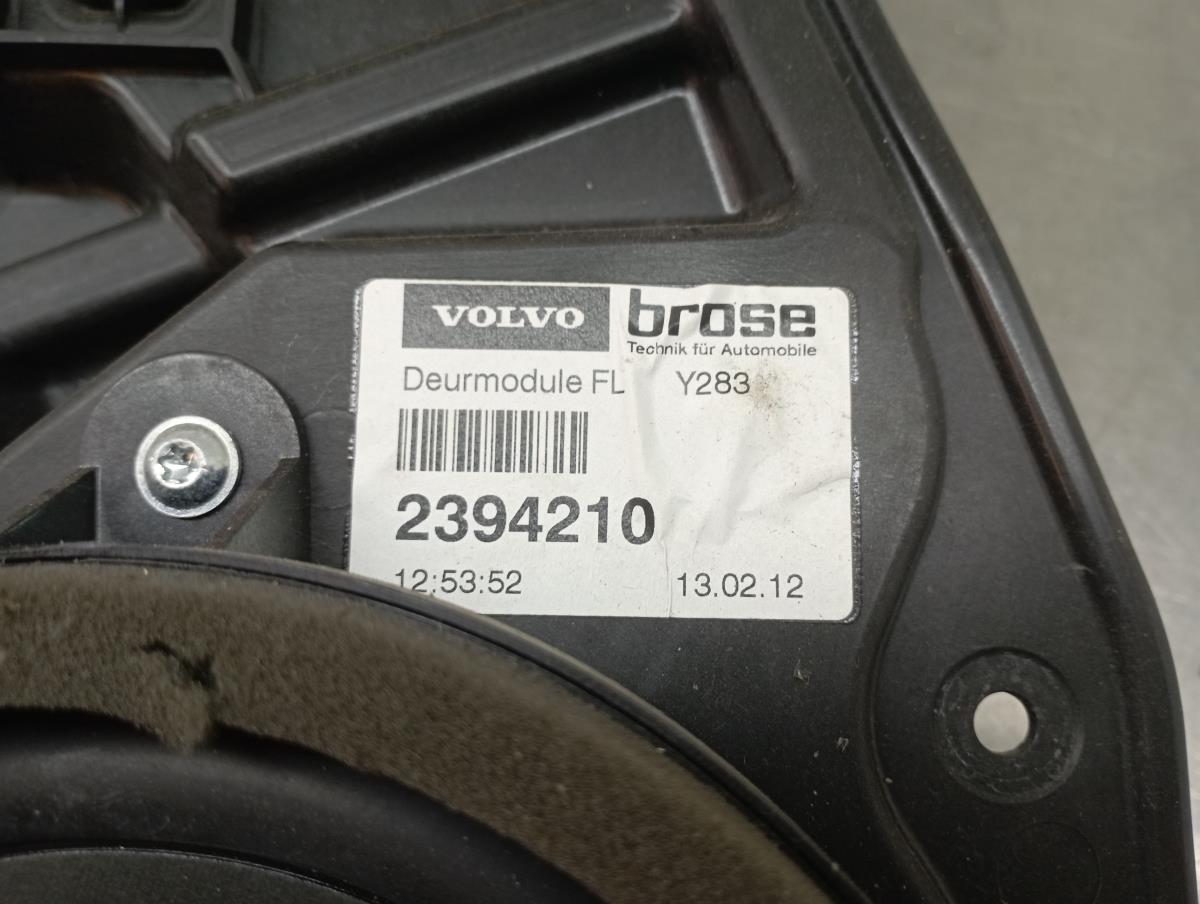 VOLVO brose
Technik für Automobile
Deurmodule FL Y283
2394210
12:53:52 13.02.12